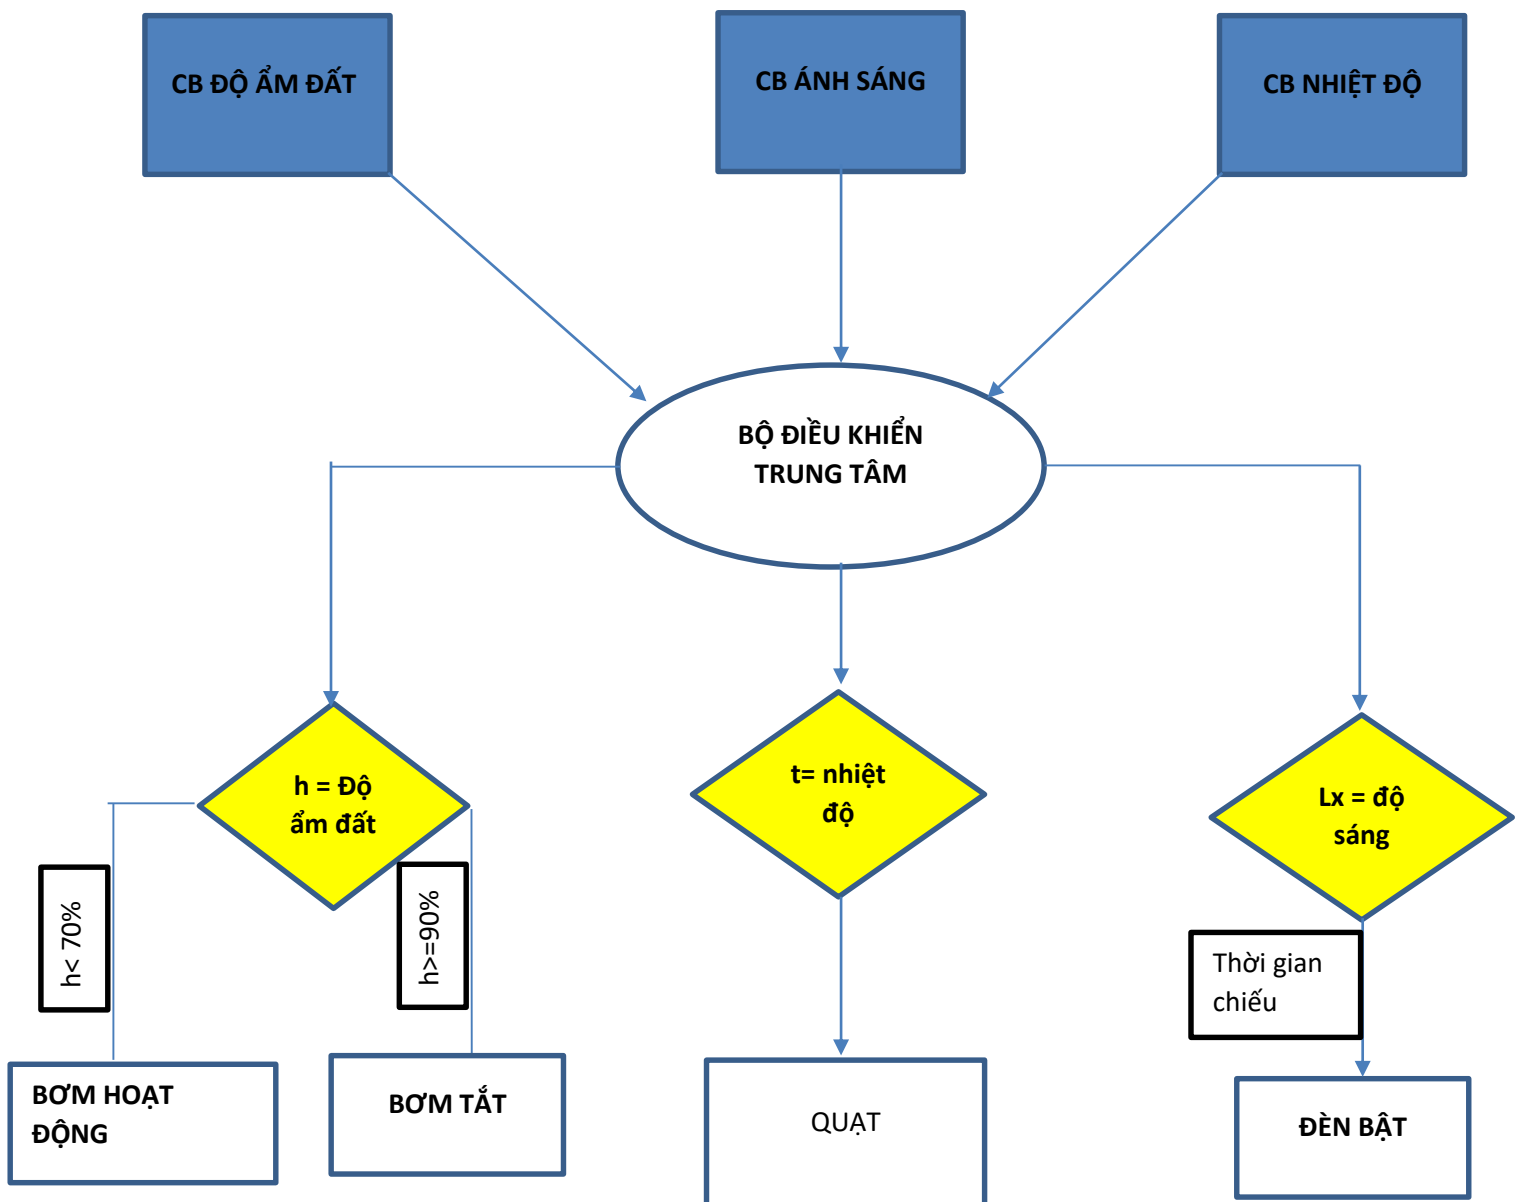 CB ĐỘ ẨM ĐẤT
CB ÁNH SÁNG
CB NHIỆT ĐỘ
BỘ ĐIỀU KHIỂN
TRUNG TÂM
h = Độ
ẩm đất
t= nhiệt
độ
Lx = độ
sáng
h< 70%
h>=90%
Thời gian
chiếu
BƠM HOẠT
ĐỘNG
BƠM TẮT
QUẠT
ĐÈN BẬT